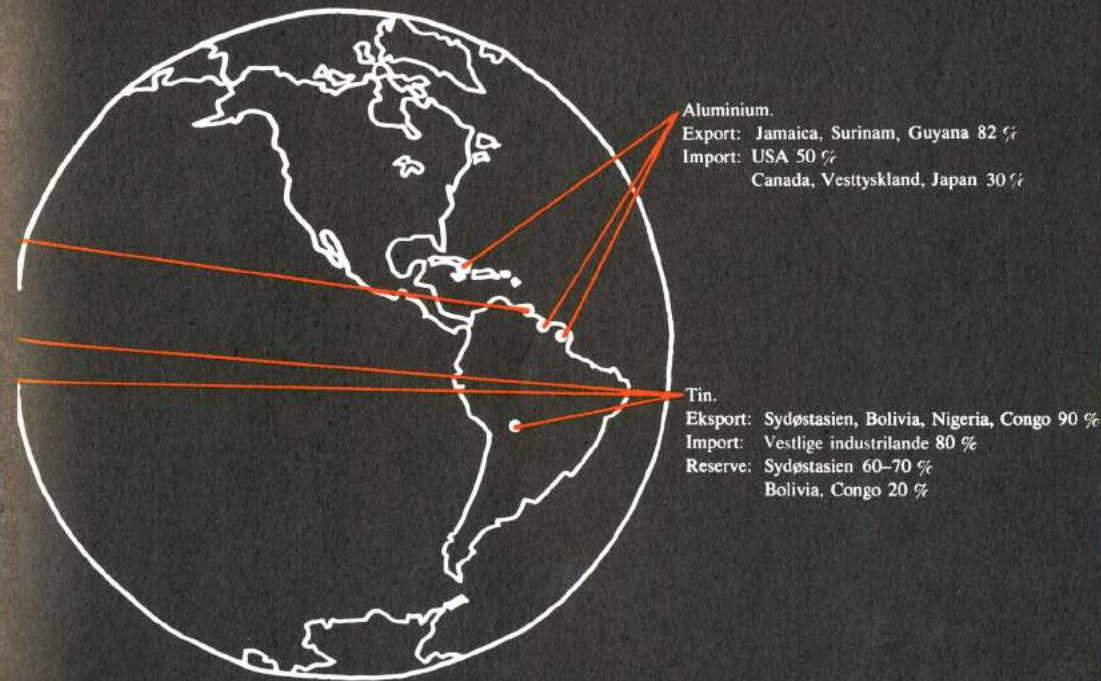 Aluminium.
Export: Jamaica, Surinam, Guyana 82 %
Import: USA 50 %
Canada, Vesttyskland, Japan 30 %
Tin.
Eksport: Sydøstasien, Bolivia, Nigeria, Congo 90 %
Import: Vestlige industrilande 80 %
Reserve: Sydøstasien 60–70 %
Bolivia, Congo 20 %